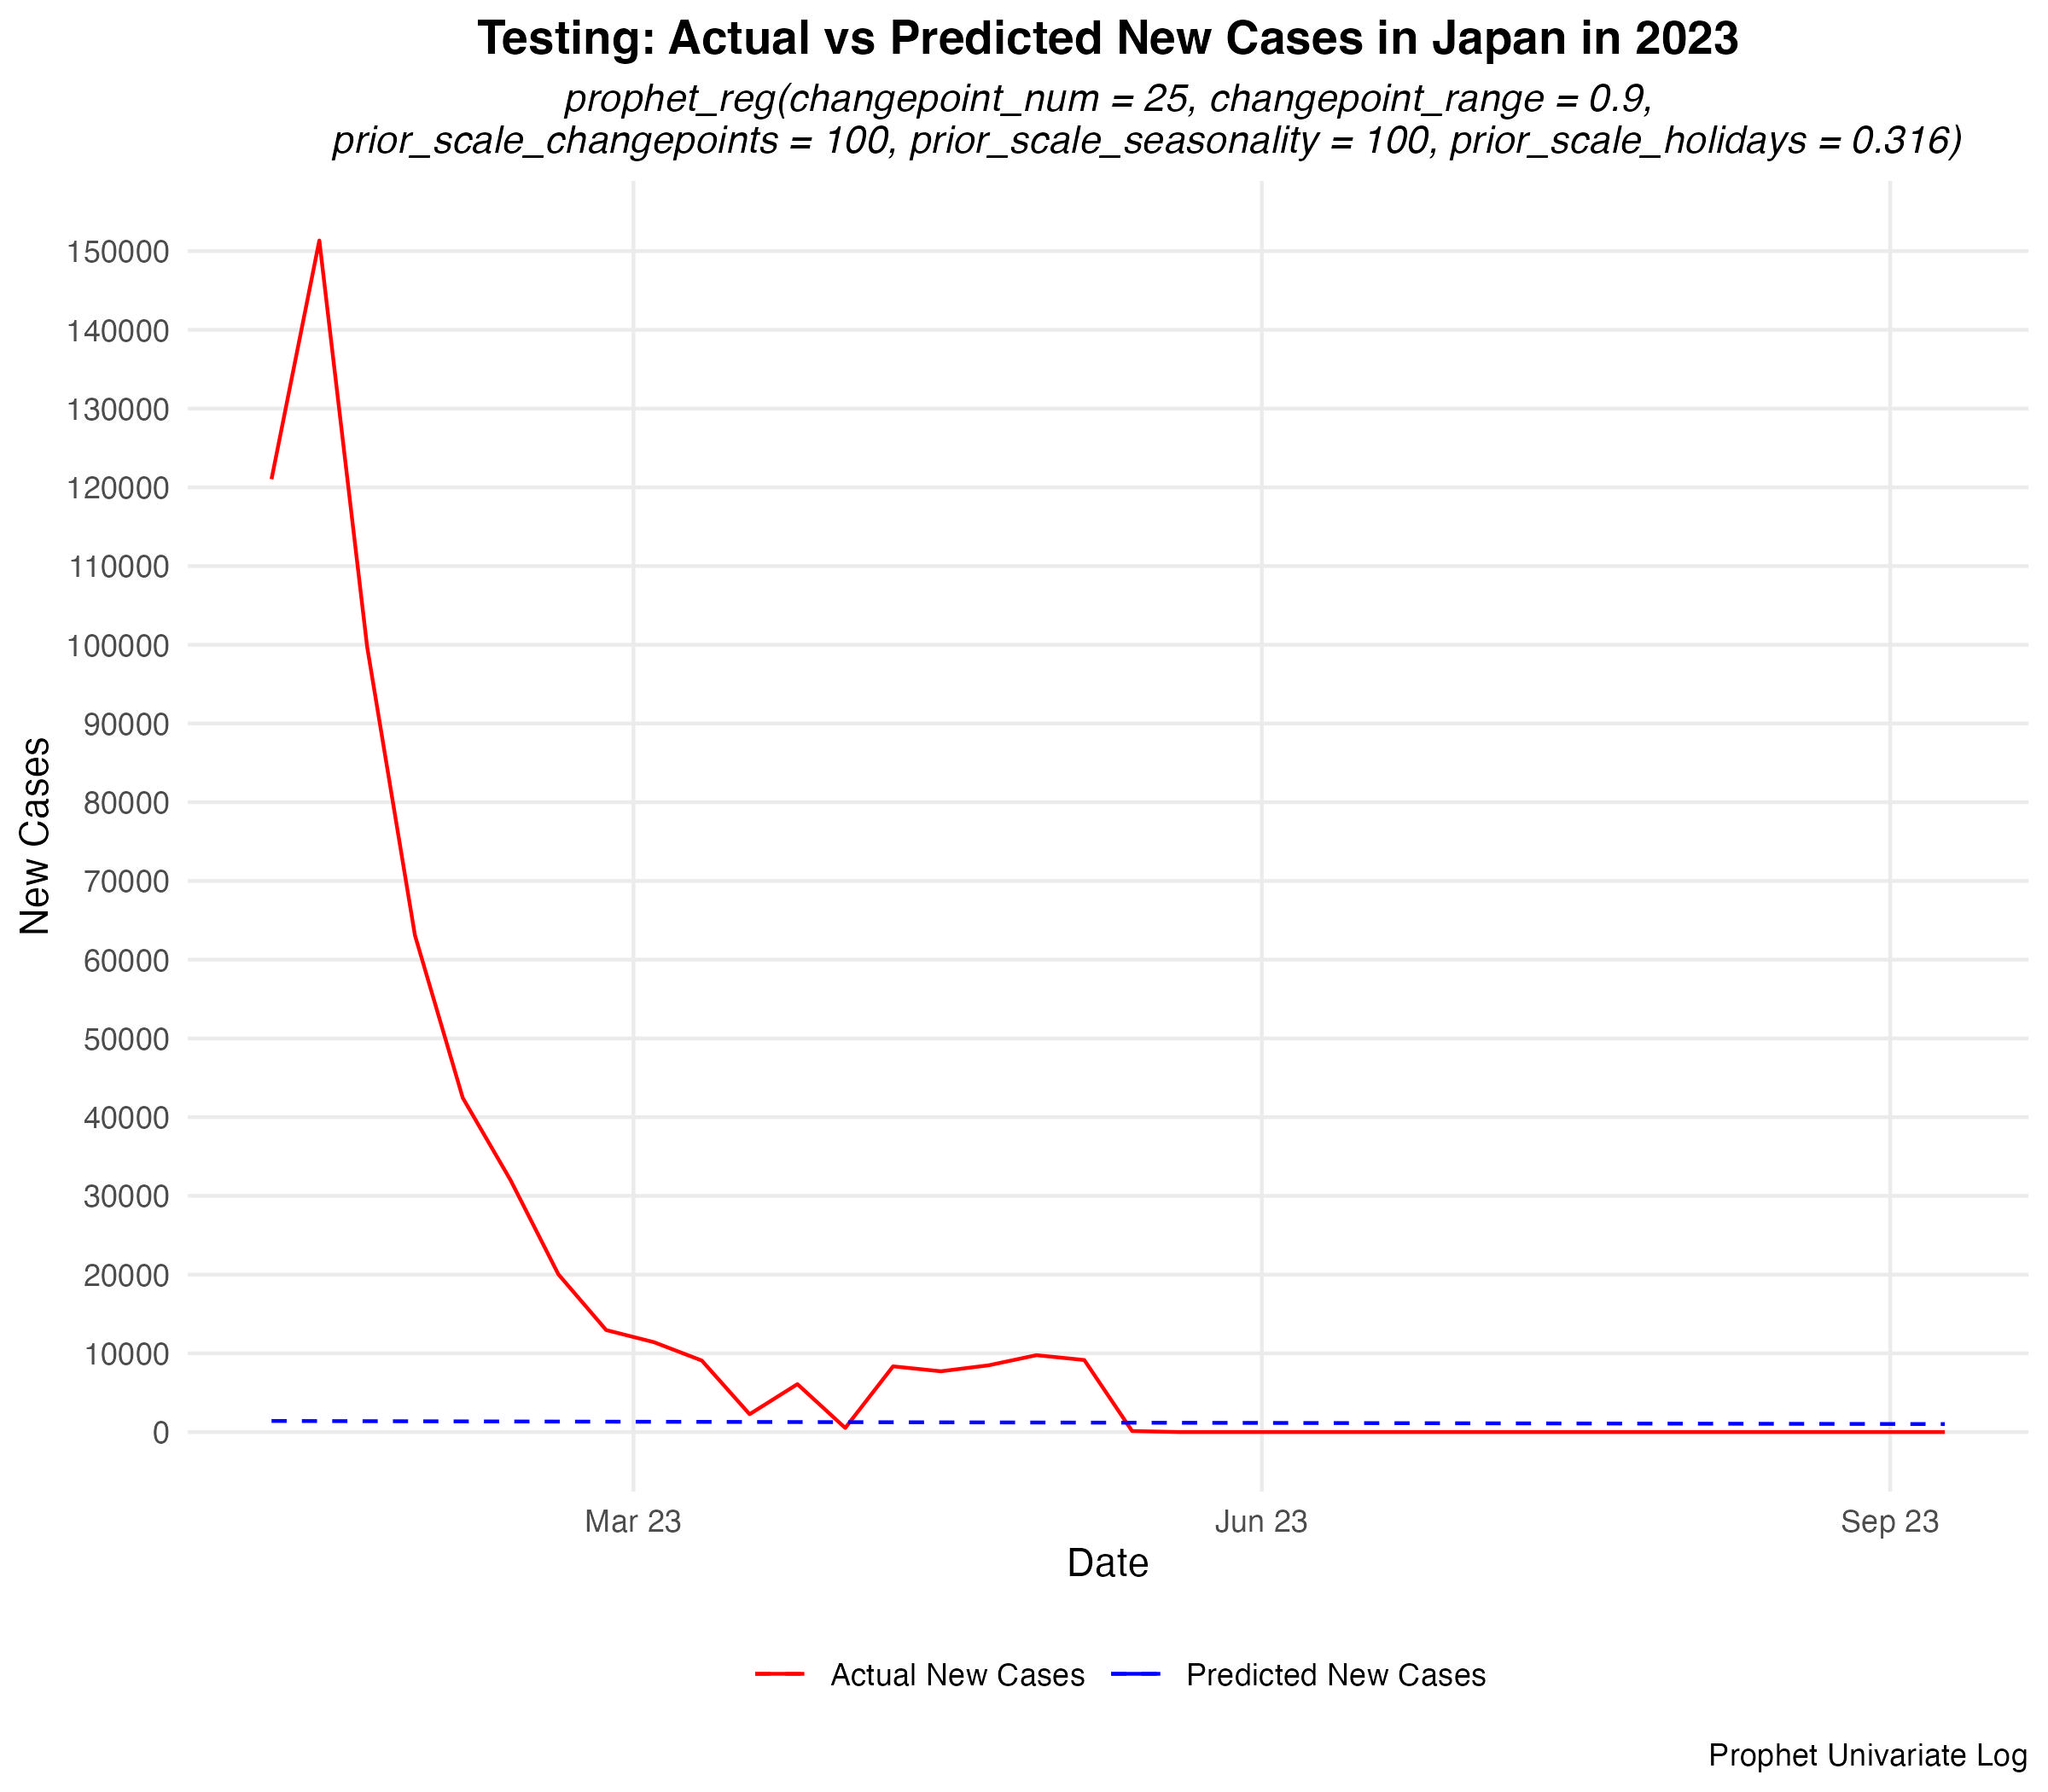 Testing: Actual vs Predicted New Cases in Japan in 2023
prophet_reg(changepoint_num = 25, changepoint_range = 0.9,
prior_scale_changepoints = 100, prior_scale_seasonality = 100, prior_scale_holidays = 0.316)
New Cases
150000
140000
130000
120000
110000
100000
90000
80000
70000
60000
50000
40000
30000
20000
10000
0
Mar 23 Jun 23 Sep 23
Date
Actual New Cases Predicted New Cases
Prophet Univariate Log